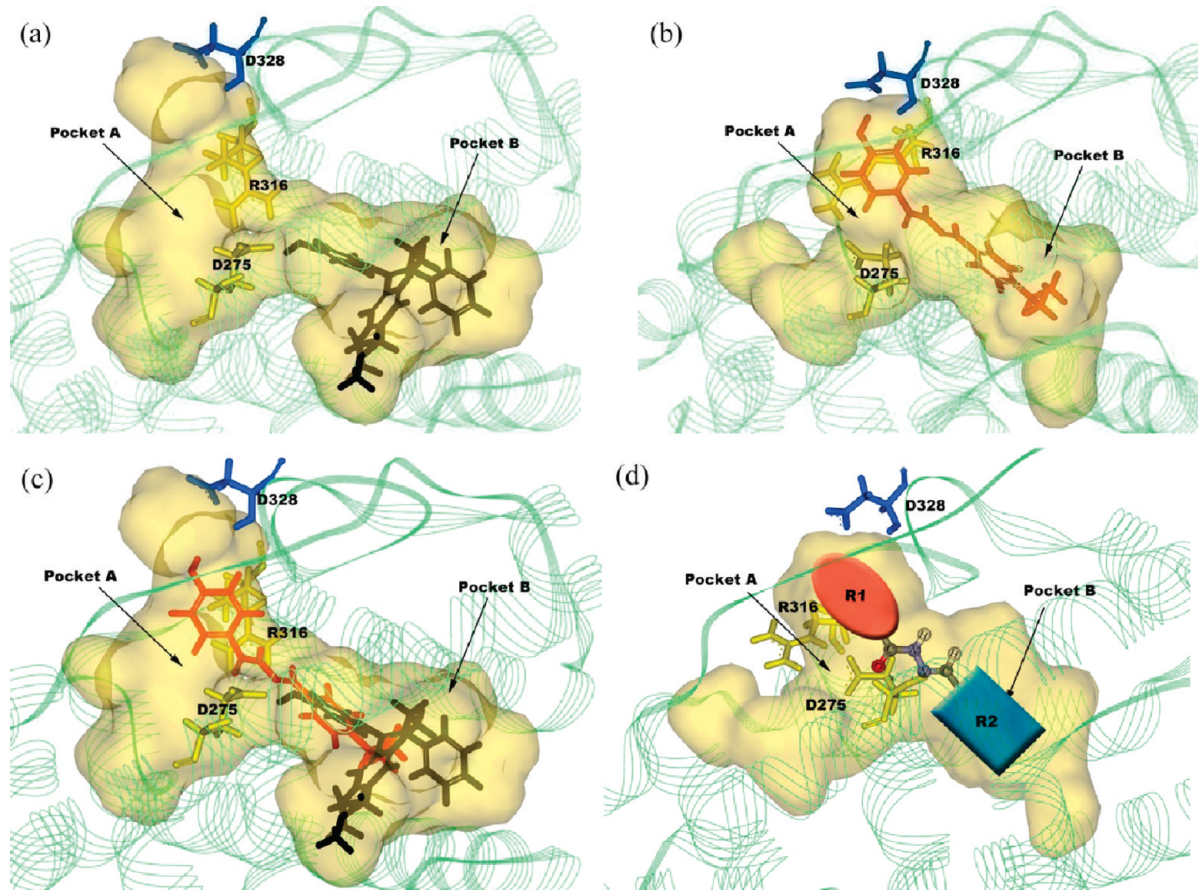 (a)
D328
Pocket A
Pocket B
R316
D275
(b)
D328
Pocket A
R316
Pocket B
D275
(c)
D328
Pocket A
Pocket B
R316
D275
(d)
D328
Pocket A
R1
Pocket B
R316
D275
R2